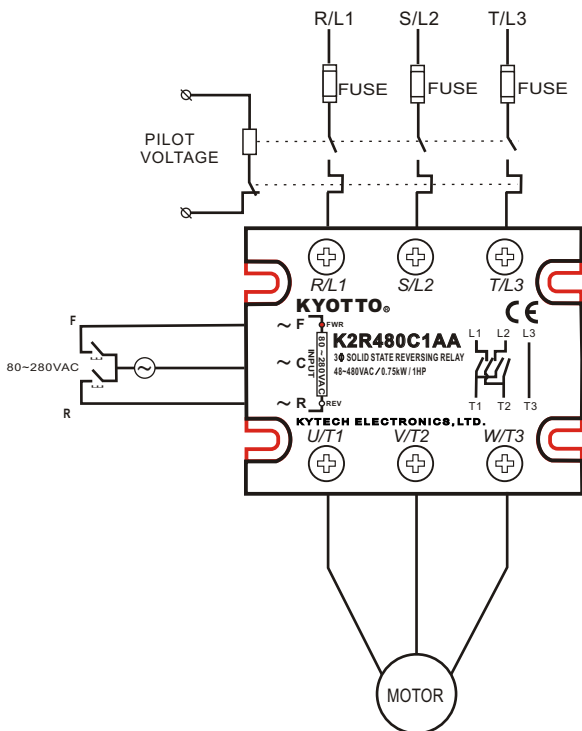 R/L1 S/L2 T/L3
FUSE FUSE FUSE
PILOT
VOLTAGE
R/L1 S/L2 T/L3
KYOTTO®
CE
F
~ F
FWR
K2R480C1AA
3Φ SOLID STATE REVERSING RELAY
48~480VAC / 0.75kW / 1HP
L1 L2 L3
80~280VAC
~
~ C
80~280VAC
INPUT
~ R
REV
R
T1 T2 T3
KYTECH ELECTRONICS,LTD.
U/T1 V/T2 W/T3
MOTOR